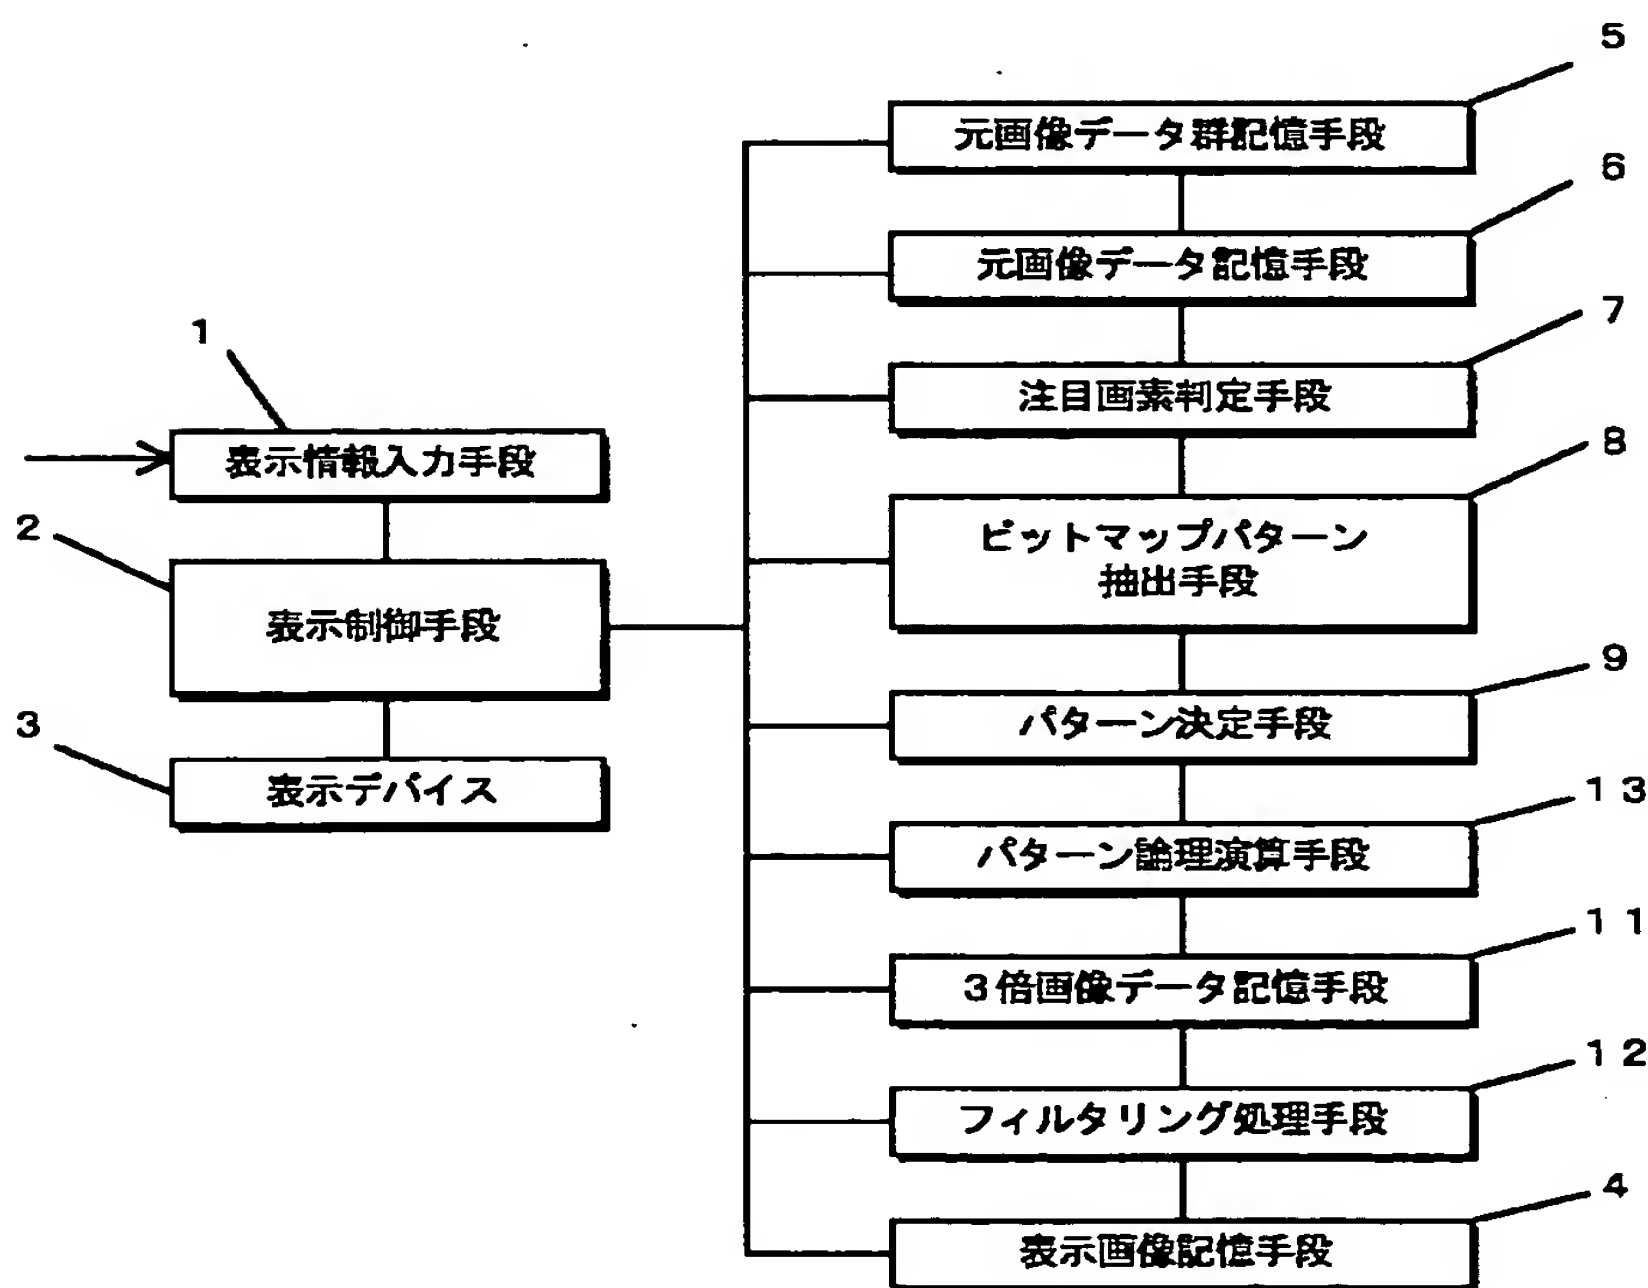 5
元画像データ群記憶手段
6
元画像データ記憶手段
7
注目画素判定手段
1
表示情報入力手段
8
ビットマップパターン
抽出手段
2
表示制御手段
9
パターン決定手段
3
表示デバイス
13
パターン論理演算手段
11
3倍画像データ記憶手段
12
フィルタリング処理手段
4
表示画像記憶手段